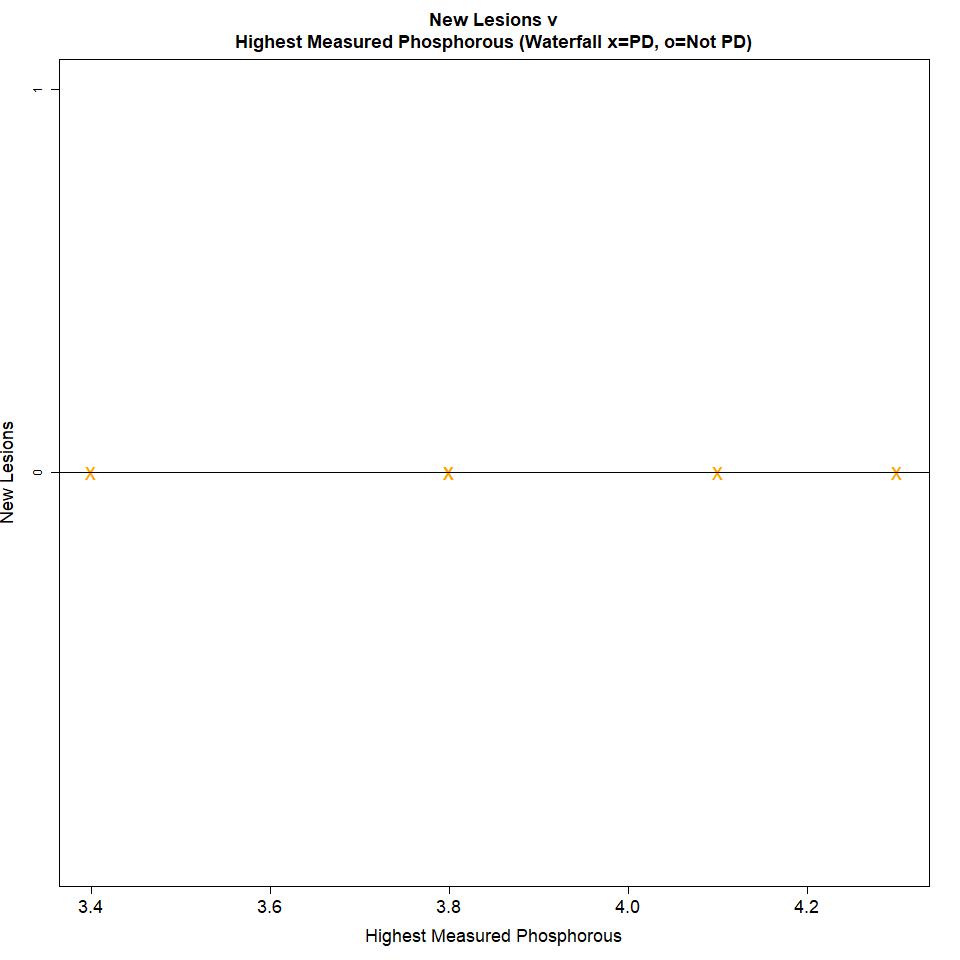 New Lesions v
Highest Measured Phosphorous (Waterfall x=PD, o=Not PD)
1
New Lesions
0
X X X X
3.4 3.6 3.8 4.0 4.2
Highest Measured Phosphorous